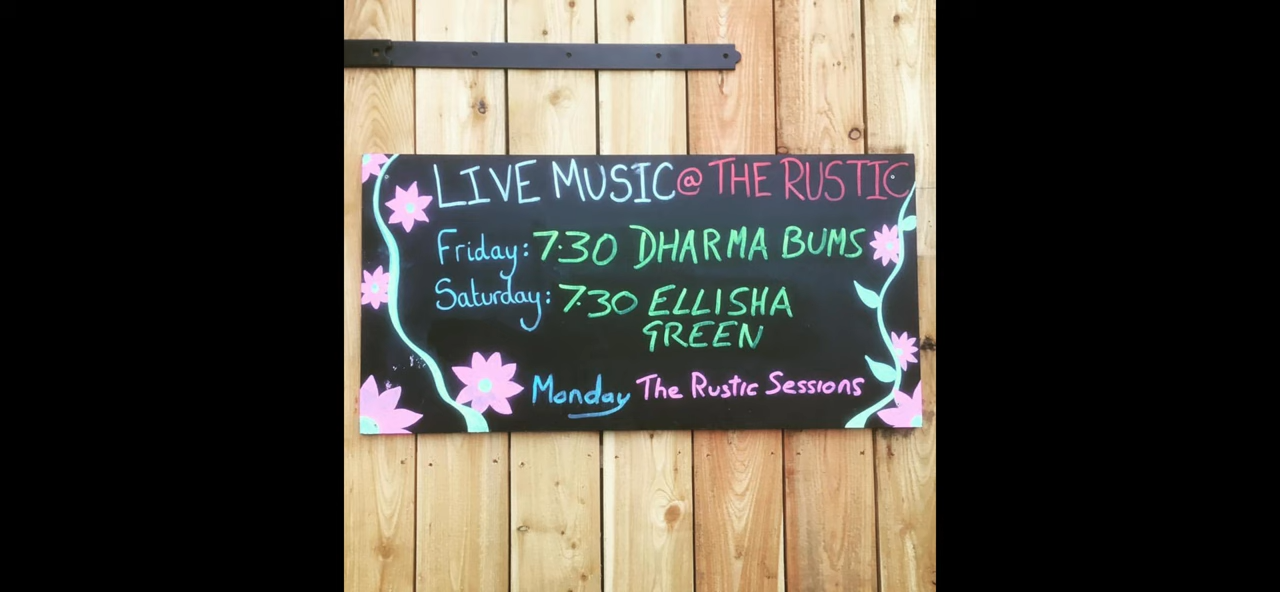 LIVE MUSIC @ THE RUSTIC
Friday: 7.30 DHARMA BUMS
Saturday: 7.30 ELLISHA
GREEN
Monday The Rustic Sessions